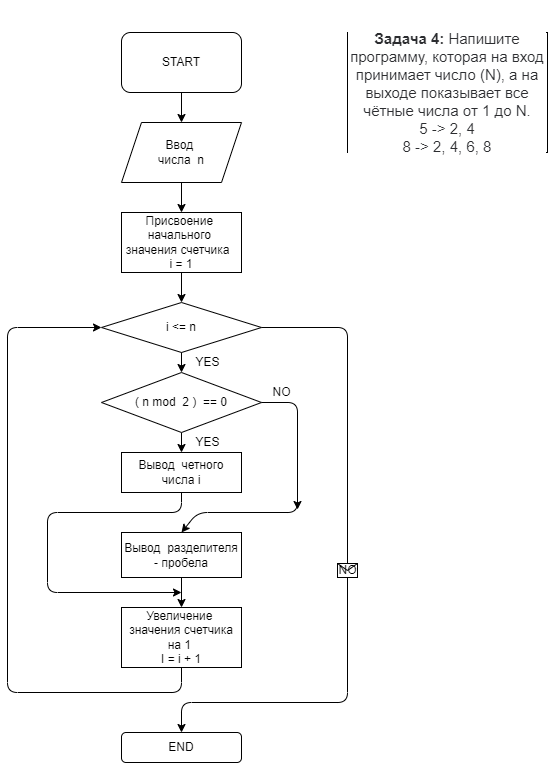 START
Задача 4: Напишите
программу, которая на вход
принимает число (N), а на
выходе показывает все
чётные числа от 1 до N.
5 -> 2, 4
8 -> 2, 4, 6, 8
Ввод
числа n
Присвоение
начального
значения счетчика
i = 1
i <= n
YES
( n mod 2 ) == 0
NO
YES
Вывод четного
числа i
Вывод разделителя
- пробела
NO
Увеличение
значения счетчика
на 1
I = i + 1
END